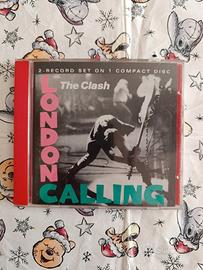 2-RECORD SET ON 1 COMPACT DISC
The Clash
LONDON
CALLING